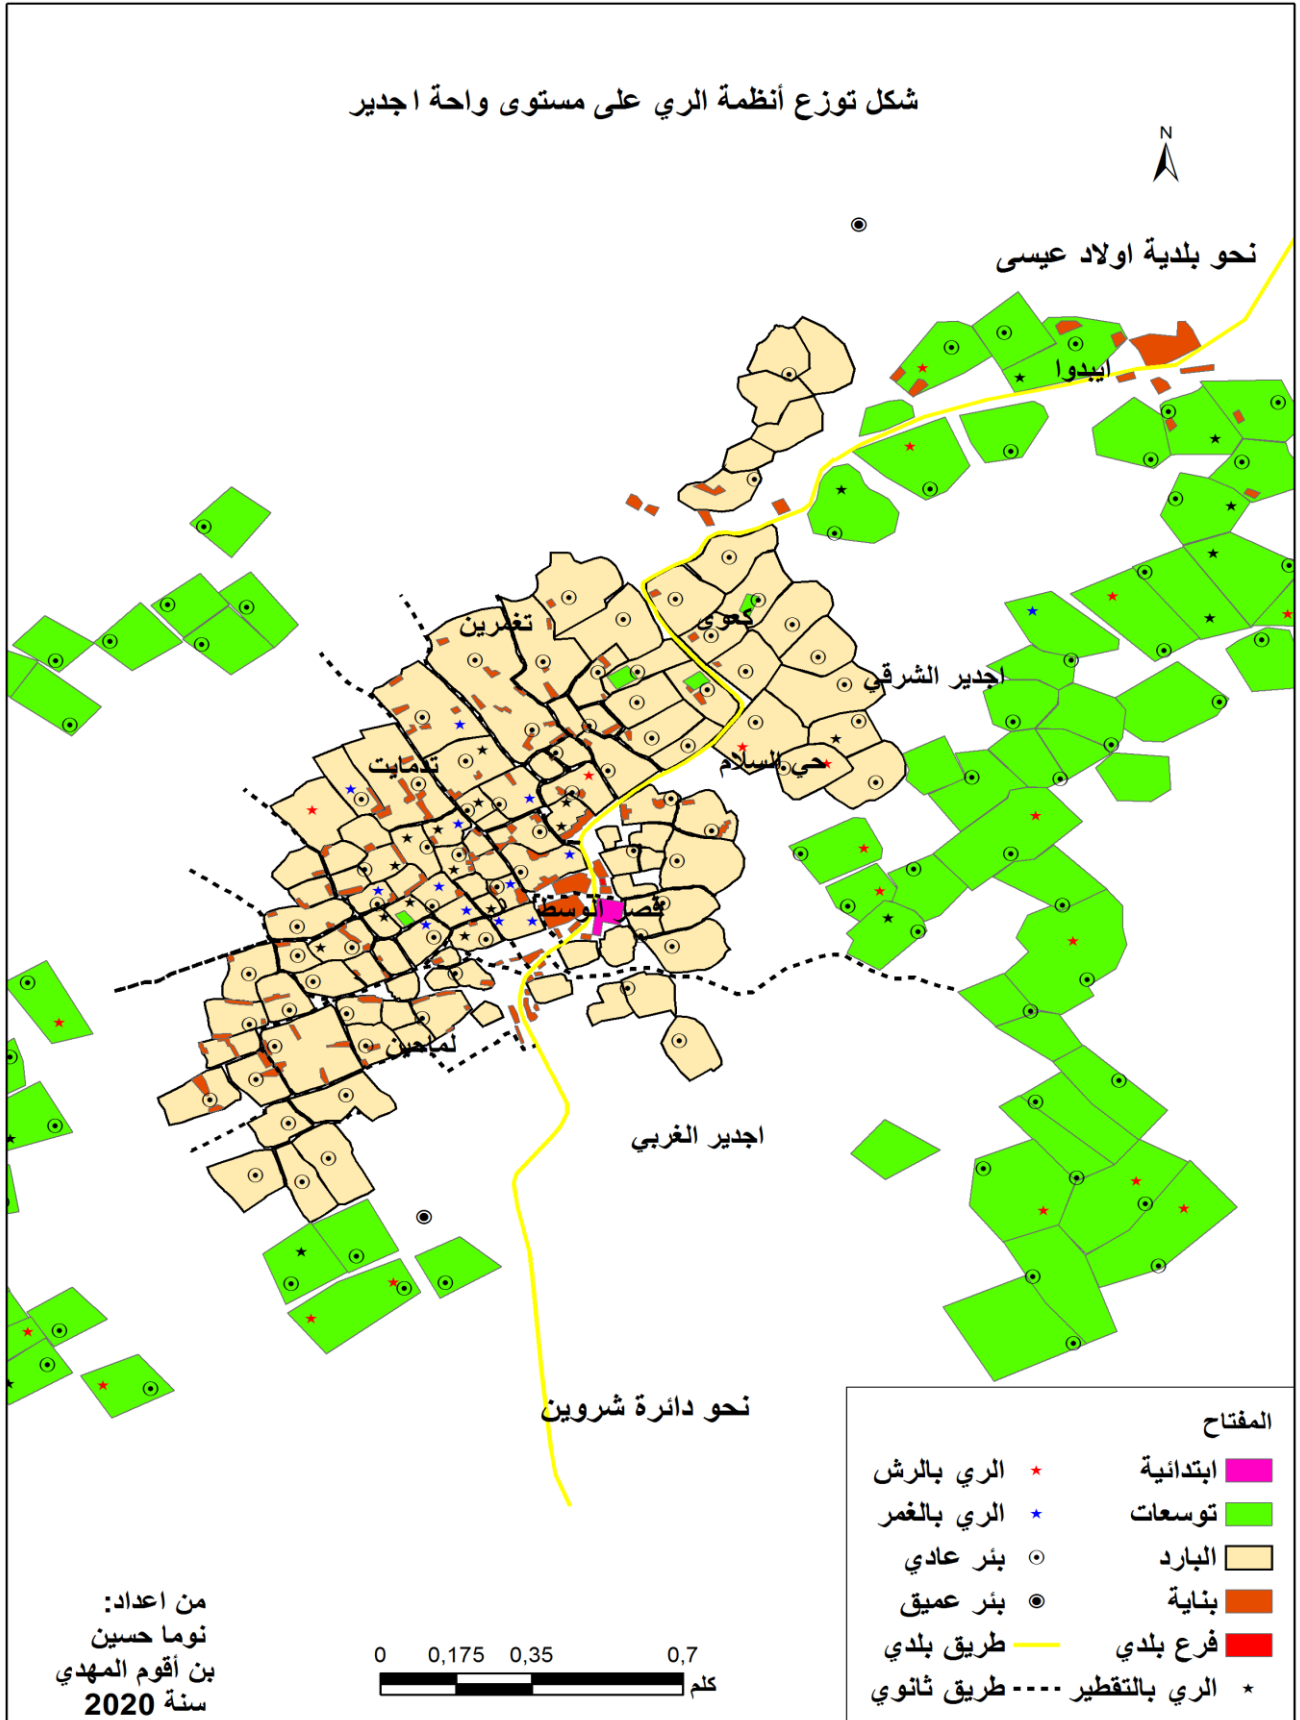 شكل توزع أنظمة الري على مستوى واحة اجدير
N
نحو بلدية اولاد عيسى
ايبدوا
تغمرين
كعوى
اجدير الشرقي
تدمايت
حي السلام
قصر الوسط
لماجين
اجدير الغربي
نحو دائرة شروين
المفتاح
ابتدائية
الري بالرش
توسعات
الري بالغمر
البارد
بئر عادي
بناية
بئر عميق
فرع بلدي
طريق بلدي
الري بالتقطير
طريق ثانوي
0 0,175 0,35 0,7
كلم
من اعداد:
نوما حسين
بن أقوم المهدي
سنة 2020